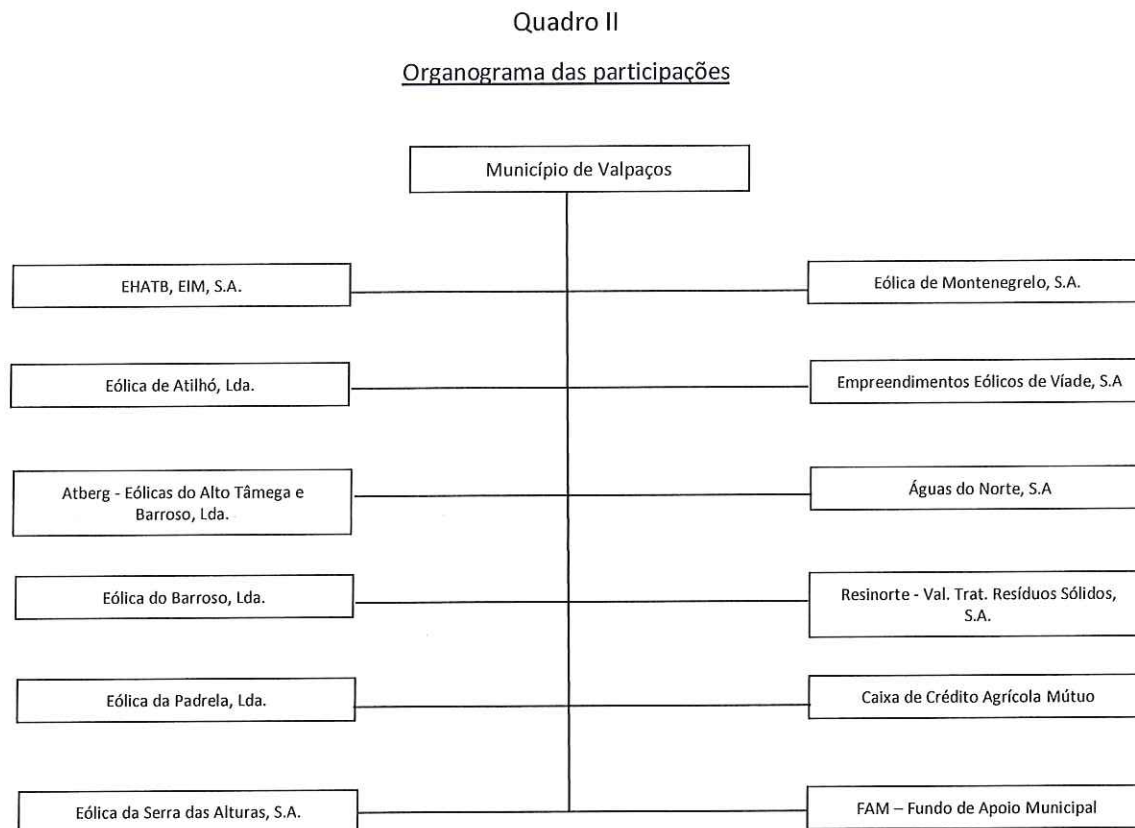 Quadro II
Organograma das participações
Município de Valpaços
EHATB, EIM, S.A.
Eólica de Montenegrelo, S.A.
Eólica de Atilhó, Lda.
Empreendimentos Eólicos de Víade, S.A
Atberg - Eólicas do Alto Tâmega e
Barroso, Lda.
Águas do Norte, S.A
Eólica do Barroso, Lda.
Resinorte - Val. Trat. Resíduos Sólidos,
S.A.
Eólica da Padrela, Lda.
Caixa de Crédito Agrícola Mútuo
Eólica da Serra das Alturas, S.A.
FAM – Fundo de Apoio Municipal